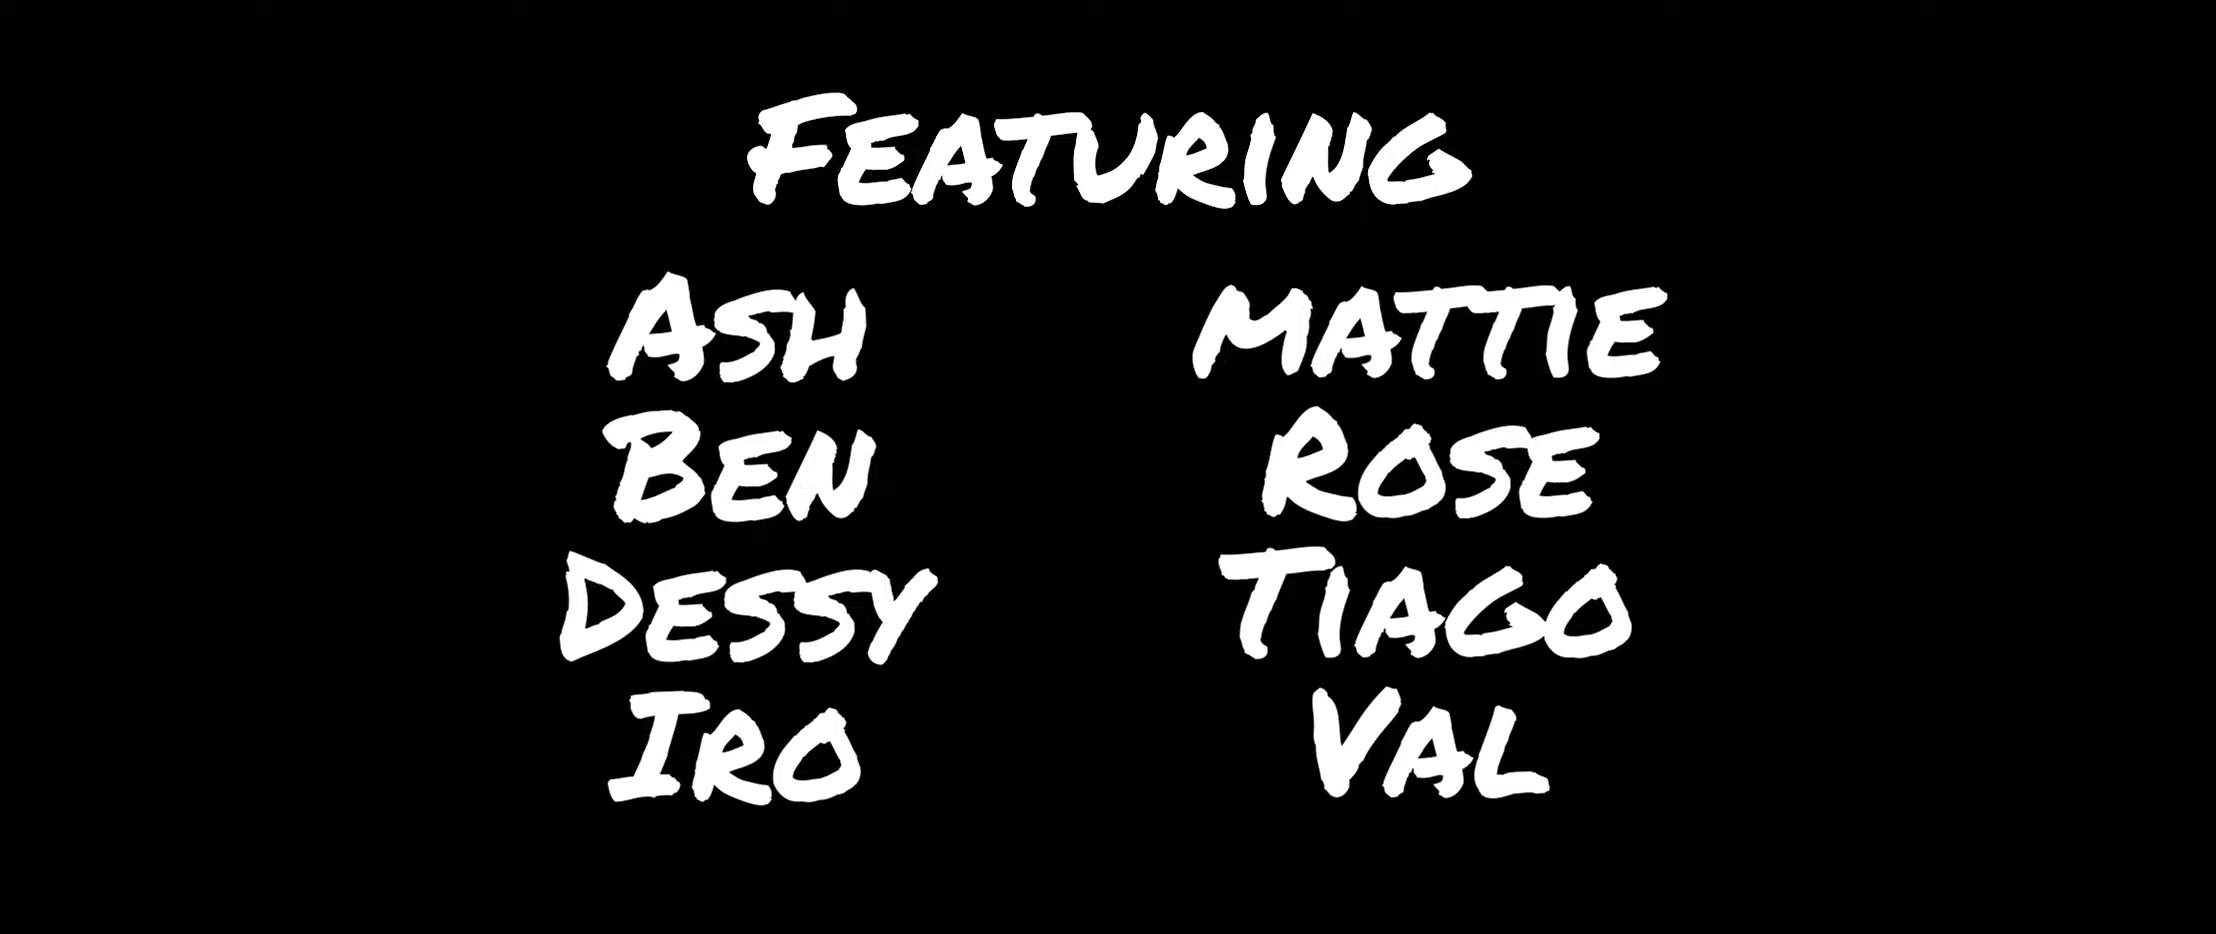 Featuring
Ash
Ben
Dessy
Iro
mattie
Rose
Tiago
Val